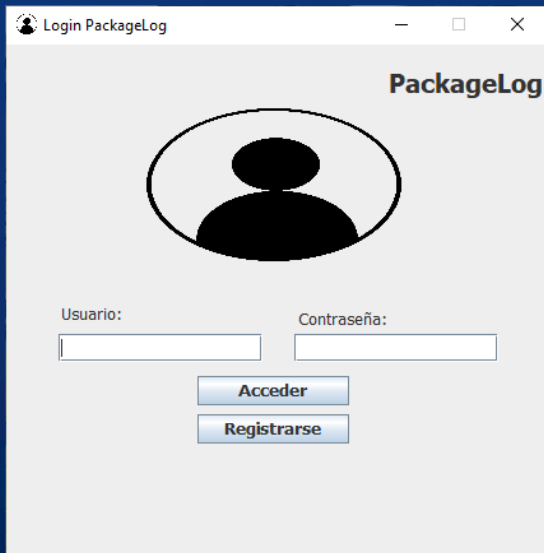 Login PackageLog
PackageLog
Usuario:
Contraseña:
Acceder
Registrarse